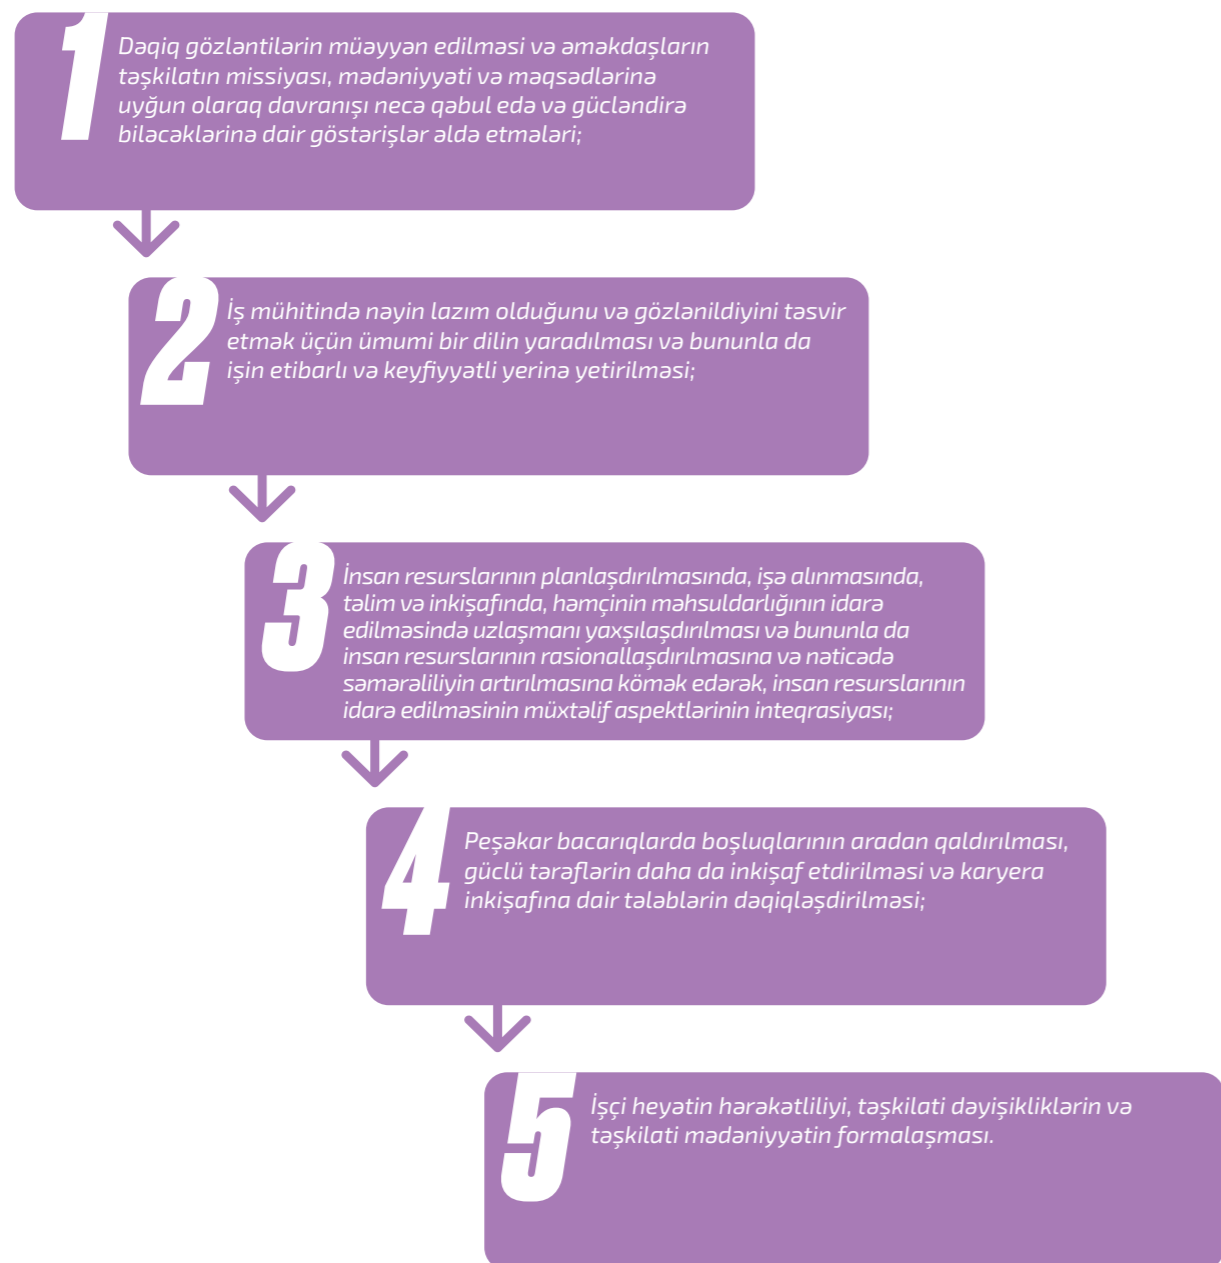 1
Dəqiq gözləntilərin müəyyən edilməsi və əməkdaşların
təşkilatın missiyası, mədəniyyəti və məqsədlərinə
uyğun olaraq davranışı necə qəbul edə və gücləndirə
biləcəklərinə dair göstərişlər əldə etmələri;
2
İş mühitində nəyin lazım olduğunu və gözlənildiyini təsvir
etmək üçün ümumi bir dilin yaradılması və bununla da
işin etibarlı və keyfiyyətli yerinə yetirilməsi;
3
İnsan resurslarının planlaşdırılmasında, işə alınmasında,
təlim və inkişafında, həmçinin məhsuldarlığının idarə
edilməsində uzlaşmanı yaxşılaşdırılması və bununla da
insan resurslarının rasionallaşdırılmasına və nəticədə
səmərəliliyin artırılmasına kömək edərək, insan resurslarının
idarə edilməsinin müxtəlif aspektlərinin inteqrasiyası;
4
Peşəkar bacarıqlarda boşluqlarının aradan qaldırılması,
güclü tərəflərin daha da inkişaf etdirilməsi və karyera
inkişafına dair tələblərin dəqiqləşdirilməsi;
5
İşçi heyətin hərəkətliliyi, təşkilati dəyişikliklərin və
təşkilati mədəniyyətin formalaşması.